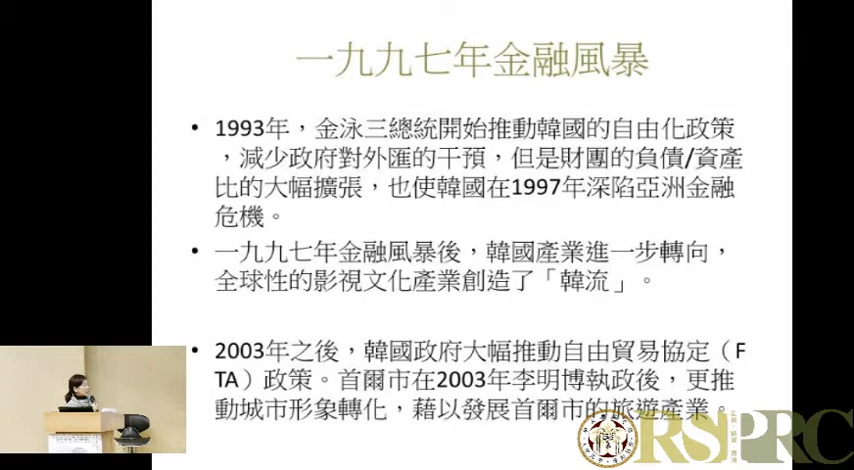 一九九七年金融風暴
• 1993年，金泳三總統開始推動韓國的自由化政策
，減少政府對外匯的干預，但是財團的負債/資產
比的大幅擴張，也使韓國在1997年深陷亞洲金融
危機。
• 一九九七年金融風暴後，韓國產業進一步轉向，
全球性的影視文化產業創造了「韓流」。
• 2003年之後，韓國政府大幅推動自由貿易協定（F
TA）政策。首爾市在2003年李明博執政後，更推
動城市形象轉化，藉以發展首爾市的旅遊產業。
RSPRC